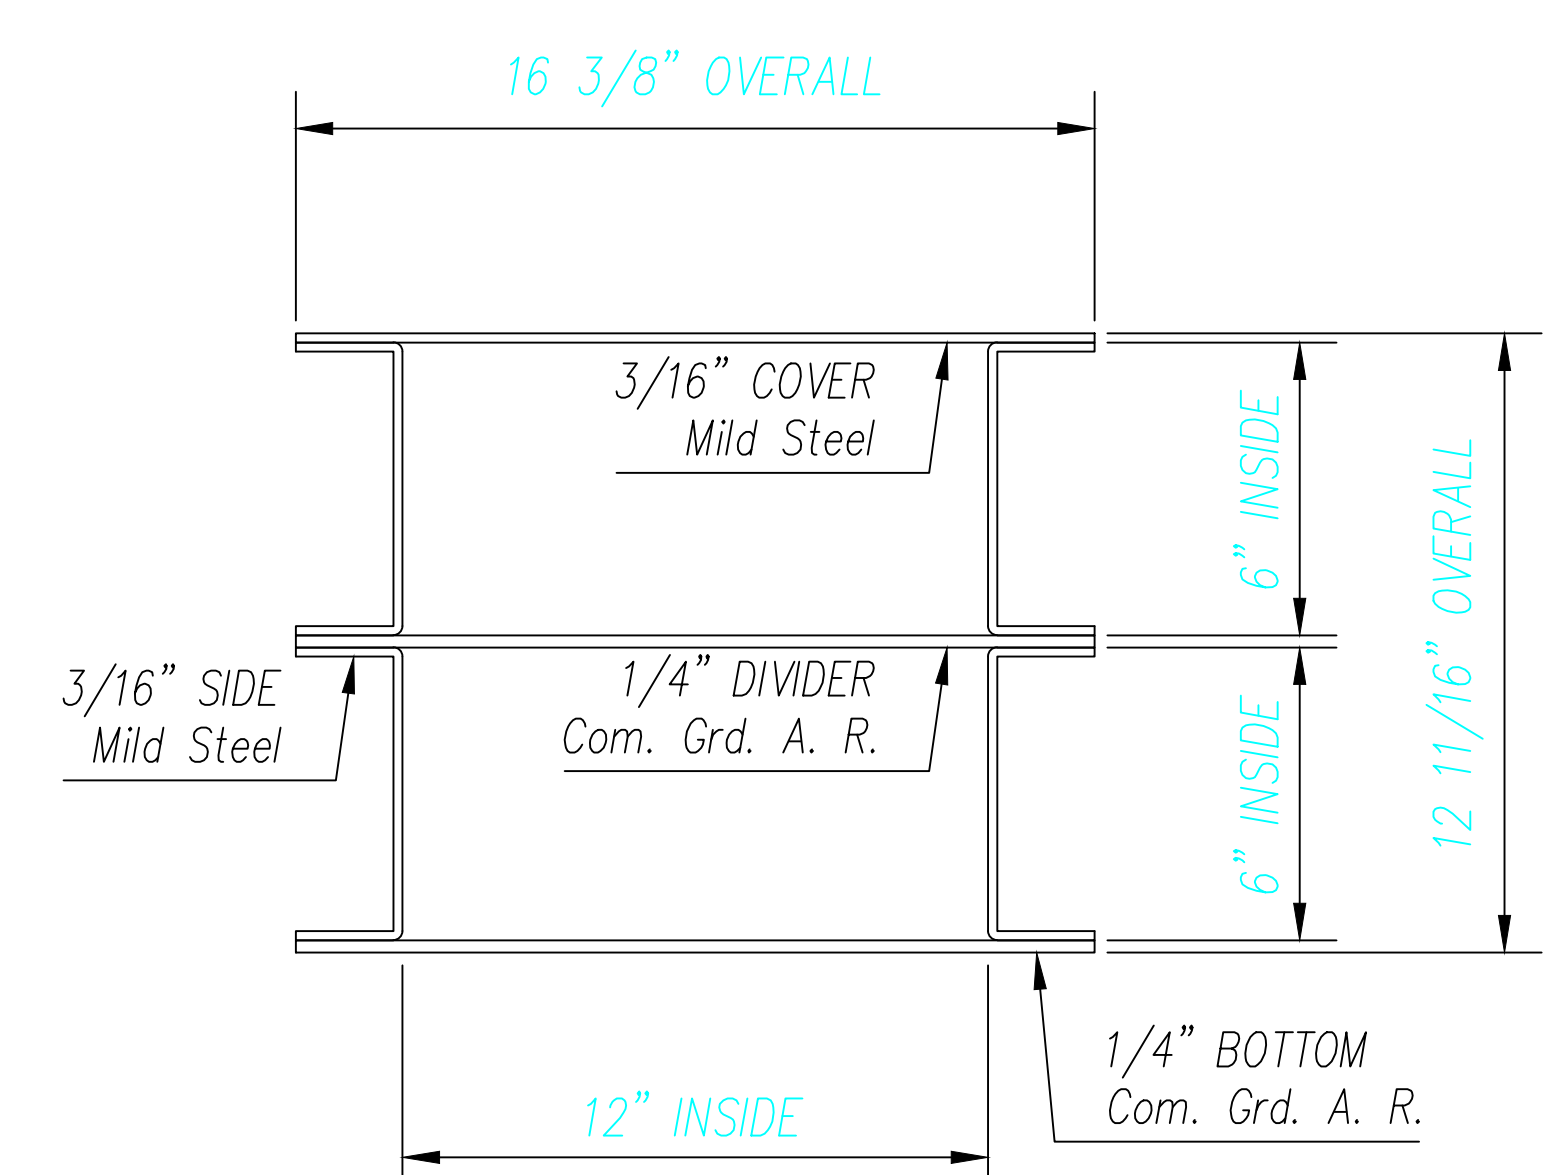 16 3/8” OVERALL
3/16” COVER
Mild Steel
6” INSIDE
12 11/16” OVERALL
3/16” SIDE
Mild Steel
1/4” DIVIDER
Com. Grd. A. R.
6” INSIDE
1/4” BOTTOM
Com. Grd. A. R.
12” INSIDE